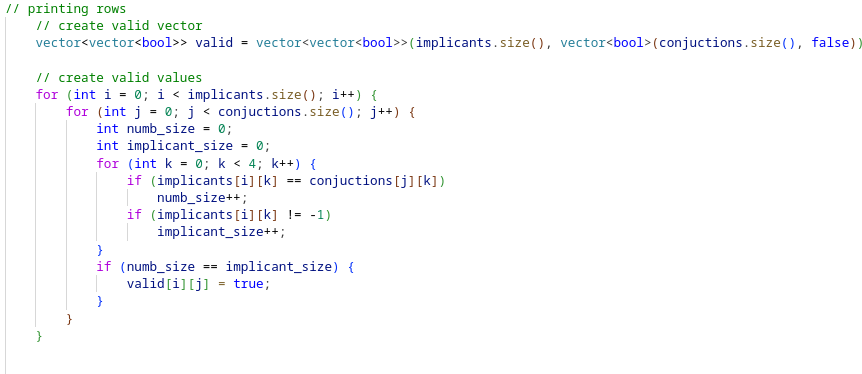 // printing rows
    // create valid vector
    vector<vector<bool>> valid = vector<vector<bool>>(implicants.size(), vector<bool>(conjuctions.size(), false))

    // create valid values
    for (int i = 0; i < implicants.size(); i++) {
        for (int j = 0; j < conjuctions.size(); j++) {
            int numb_size = 0;
            int implicant_size = 0;
            for (int k = 0; k < 4; k++) {
                if (implicants[i][k] == conjuctions[j][k])
                    numb_size++;
                if (implicants[i][k] != -1)
                    implicant_size++;
            }
            if (numb_size == implicant_size) {
                valid[i][j] = true;
            }
        }
    }